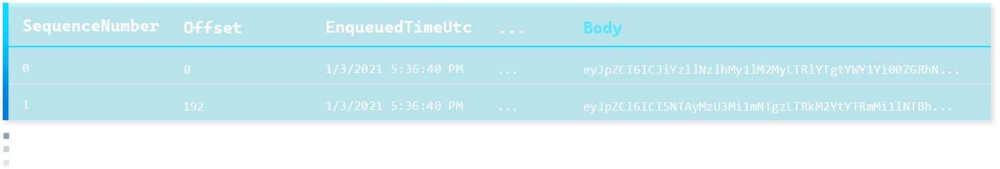 SequenceNumber Offset EnqueuedTimeUtc ... Body
0 0 1/3/2021 5:36:40 PM ... eyJpZCI6ICJiYzllNzlhMy1lM2MyLTRlYTgtYWY1Yi00ZGRhN...
1 192 1/3/2021 5:36:40 PM ... eyJpZCI6ICI5NTAyMzU3Mi1mNTgzLTRkM2YtYTRmMi1lNTBh...